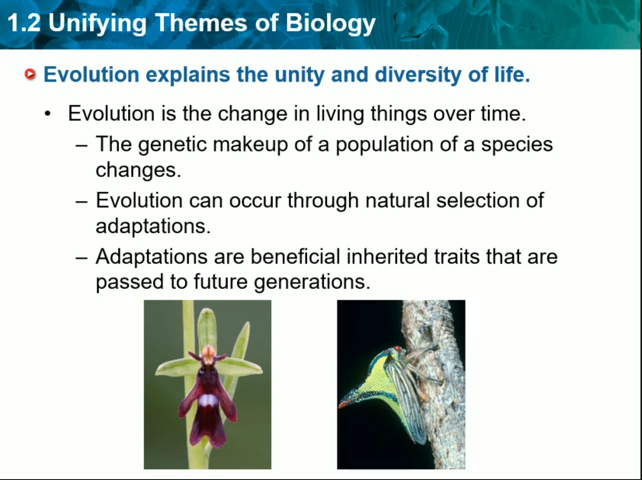 1.2 Unifying Themes of Biology
Evolution explains the unity and diversity of life.
• Evolution is the change in living things over time.
– The genetic makeup of a population of a species
changes.
– Evolution can occur through natural selection of
adaptations.
– Adaptations are beneficial inherited traits that are
passed to future generations.